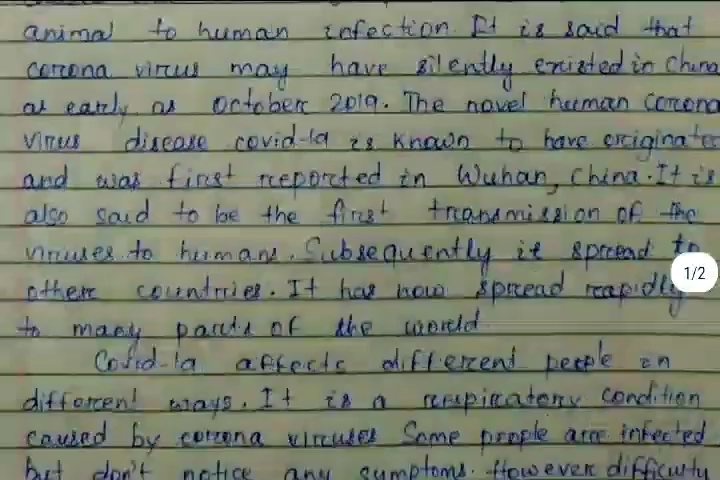 animal to human infection. It is said that
corona virus may have silently existed in China
as early as October 2019. The novel human corona
virus disease covid-19 is known to have originated
and was first reported in Wuhan, China. It is
also said to be the first transmission of the
viruses to humans. Subsequently it spread to
other countries. It has now spread rapidly
1/2
to many parts of the world
Covid-19 affects different people in
different ways. It is a respiratory condition
caused by corona viruses Some people are infected
but don't notice any symptoms. However difficulty